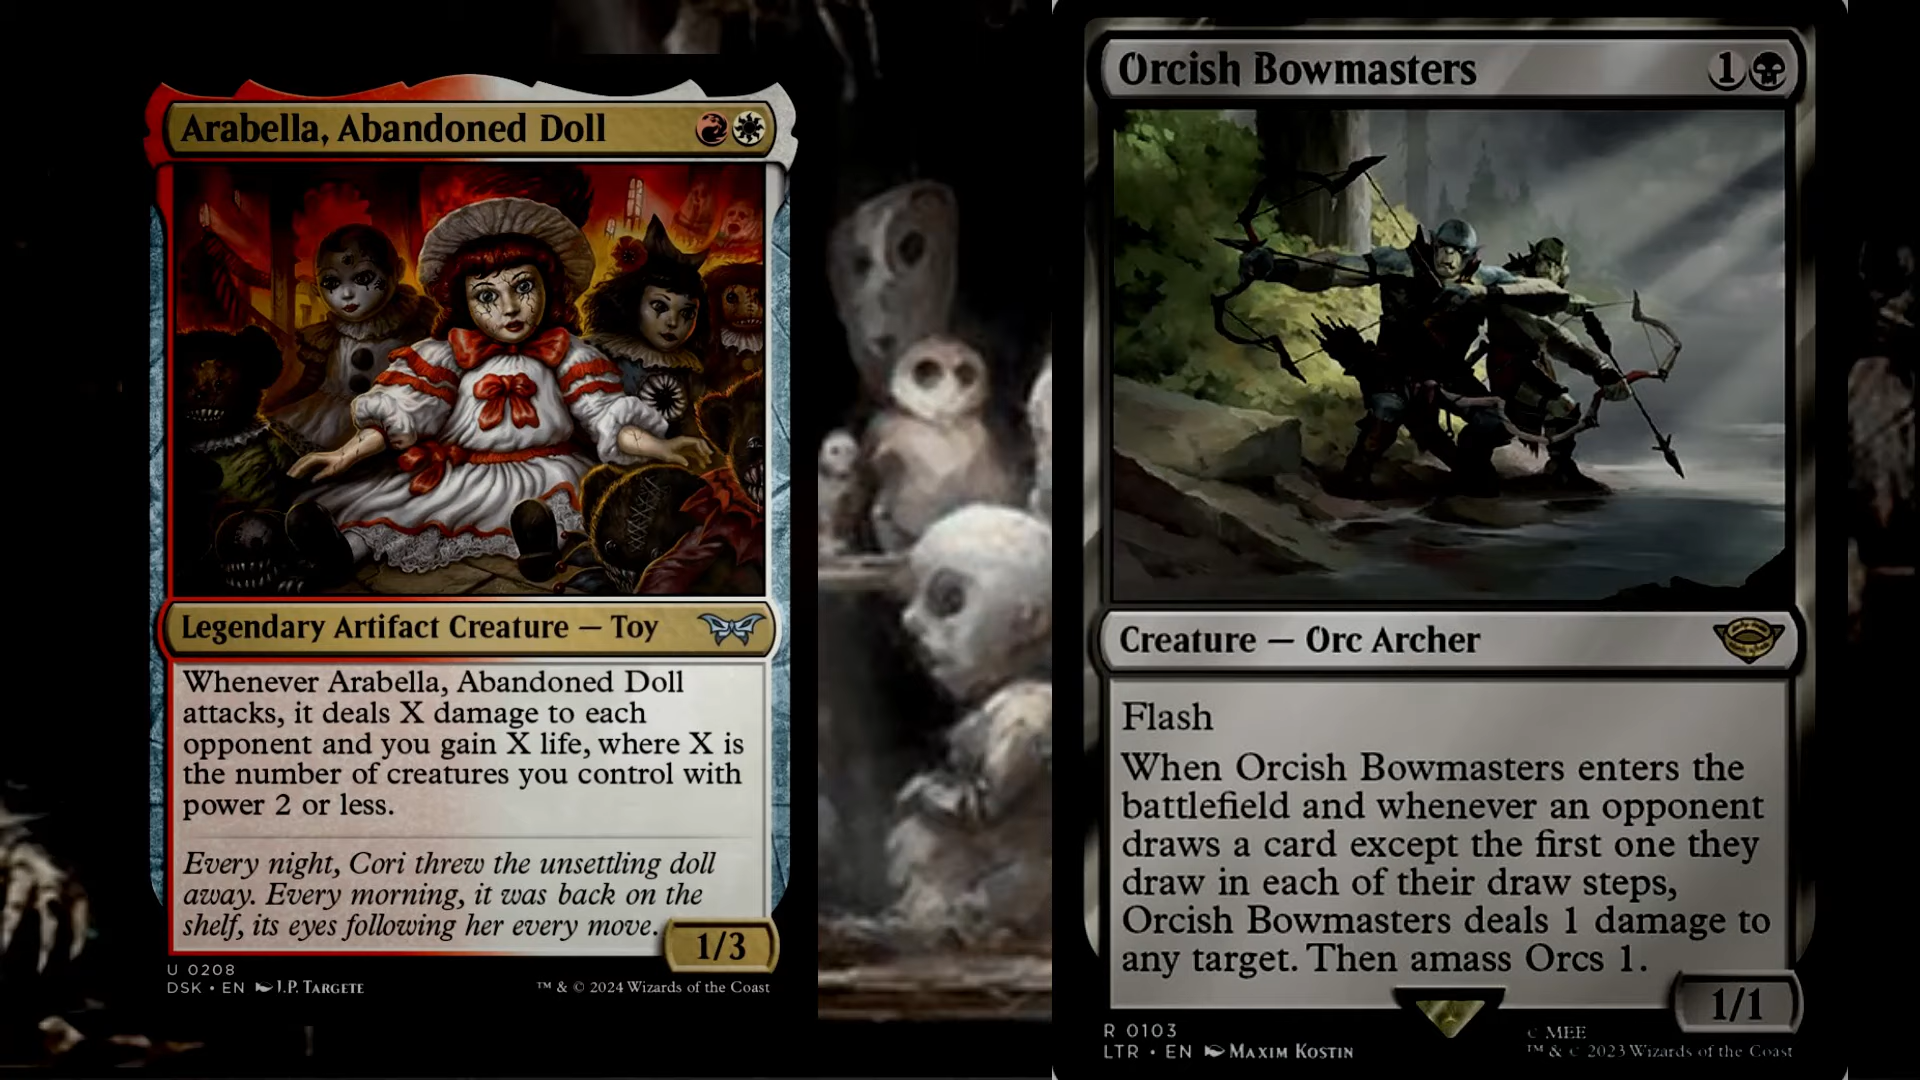 Arabella, Abandoned Doll
Legendary Artifact Creature — Toy
Whenever Arabella, Abandoned Doll
attacks, it deals X damage to each
opponent and you gain X life, where X is
the number of creatures you control with
power 2 or less.
Every night, Cori threw the unsettling doll
away. Every morning, it was back on the
shelf, its eyes following her every move.
1/3
U 0208
DSK • EN J.P. Targete
™ & © 2024 Wizards of the Coast
Orcish Bowmasters
1
Creature — Orc Archer
Flash
When Orcish Bowmasters enters the
battlefield and whenever an opponent
draws a card except the first one they
draw in each of their draw steps,
Orcish Bowmasters deals 1 damage to
any target. Then amass Orcs 1.
1/1
R 0103
LTR • EN Maxim Kostin
© MEE
™ & © 2023 Wizards of the Coast